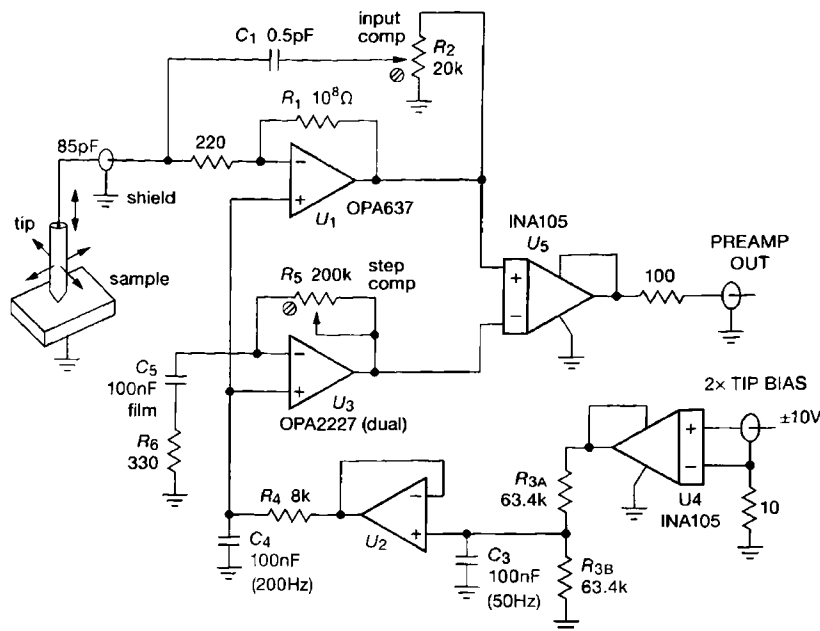 C1 0.5pF
input
comp
R2
20k
R1 10⁸Ω
85pF
220
shield
U1
OPA637
tip
sample
INA105
U5
PREAMP
OUT
100
R5 200k
step
comp
C5
100nF
film
U3
OPA2227 (dual)
R6
330
2× TIP BIAS
±10V
R4 8k
U2
R3A
63.4k
U4
INA105
10
C4
100nF
(200Hz)
C3
100nF
(50Hz)
R3B
63.4k